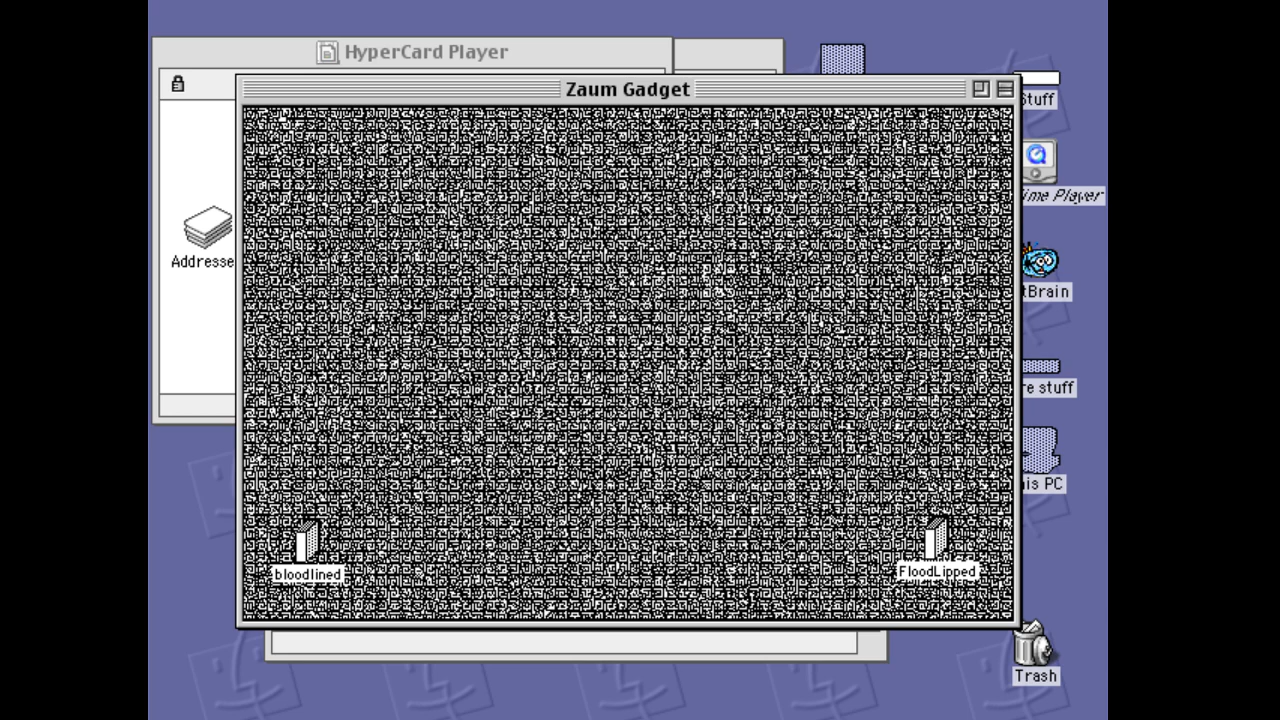 HyperCard Player
Zaum Gadget
Stuff
ime Player
Addresse
tBrain
re stuff
his PC
bloodlined
FloodLipped
Trash